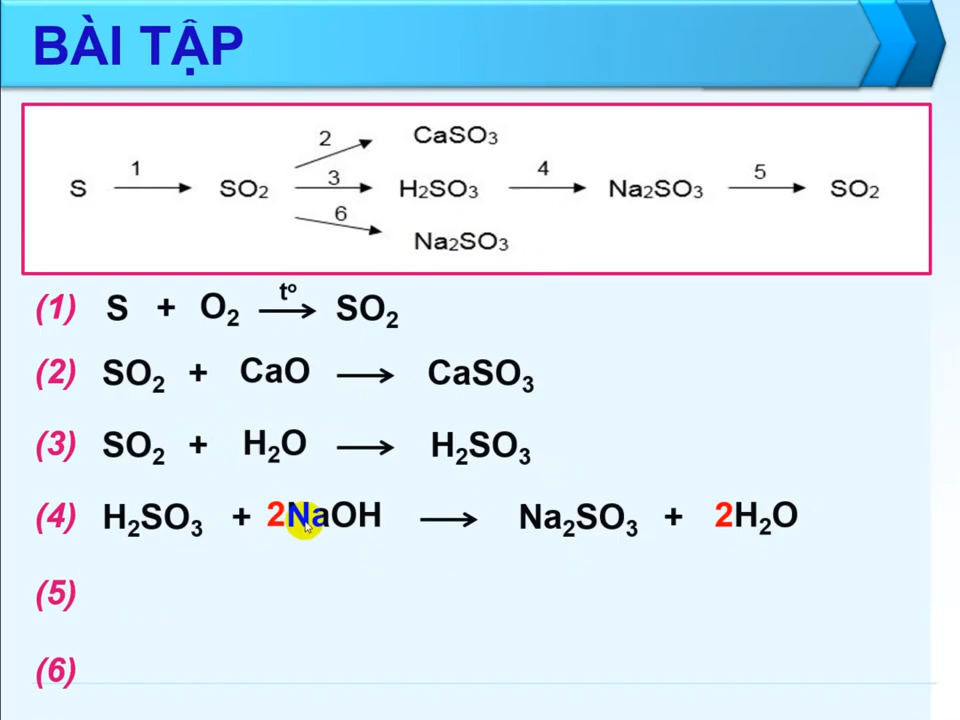 BÀI TẬP
2 CaSO3
S 1 SO2 3 H2SO3 4 Na2SO3 5 SO2
6 Na2SO3
(1) S + O₂ tº⟶ SO₂
(2) SO₂ + CaO ⟶ CaSO₃
(3) SO₂ + H₂O ⟶ H₂SO₃
(4) H₂SO₃ + 2NaOH ⟶ Na₂SO₃ + 2H₂O
(5)
(6)